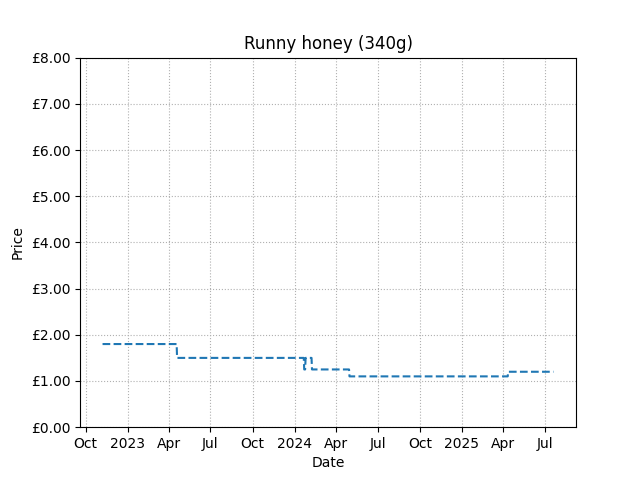 Runny honey (340g)
£8.00
£7.00
£6.00
£5.00
£4.00
£3.00
£2.00
£1.00
£0.00
Price
Oct 2023 Apr Jul Oct 2024 Apr Jul Oct 2025 Apr Jul
Date